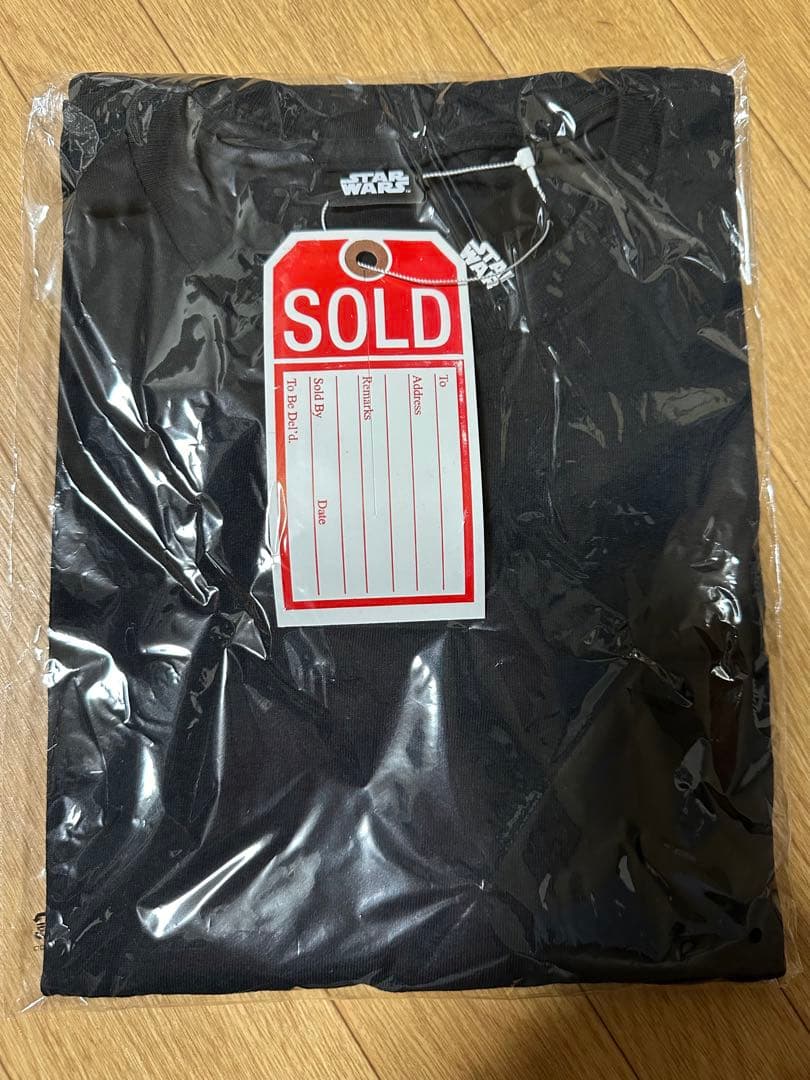 STAR
WARS
STAR
WARS
SOLD
To
Address
Remarks
Sold By Date
To Be Del'd.